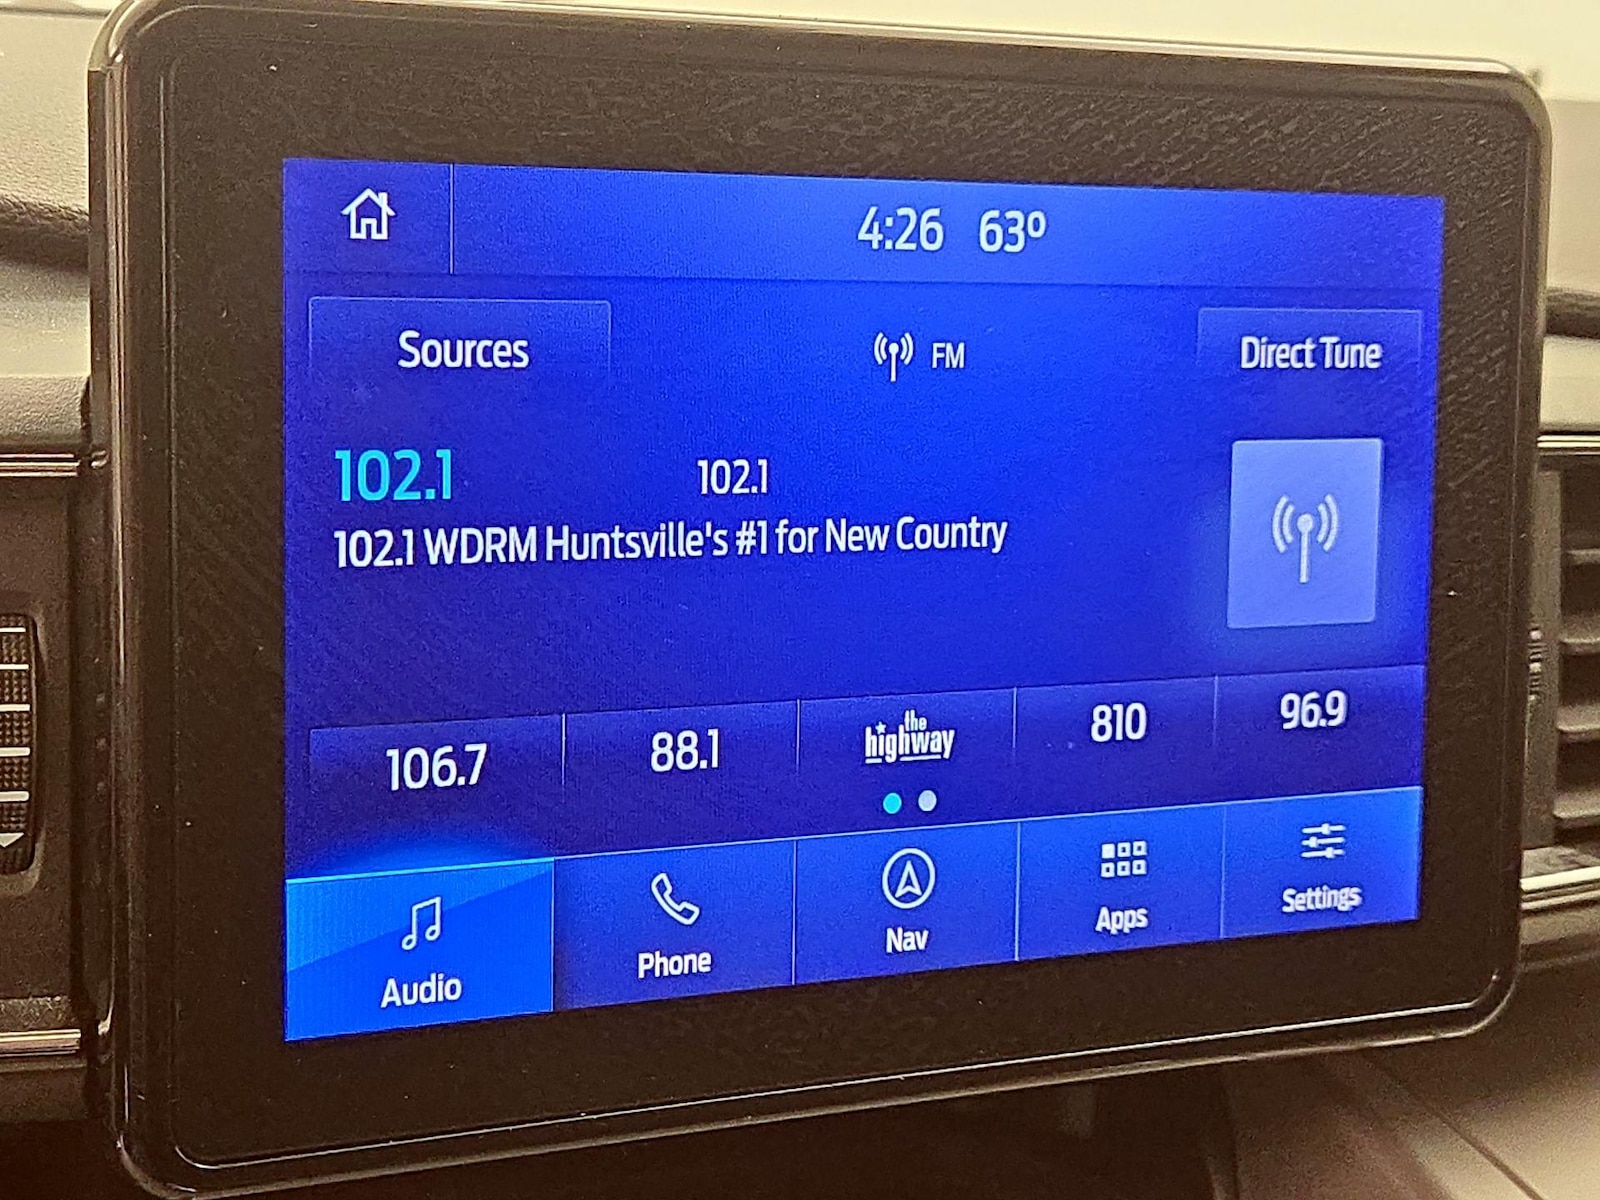 4:26 63º
Sources FM Direct Tune
102.1 102.1
102.1 WDRM Huntsville's #1 for New Country
106.7 88.1 the highway 810 96.9
Audio Phone Nav Apps Settings